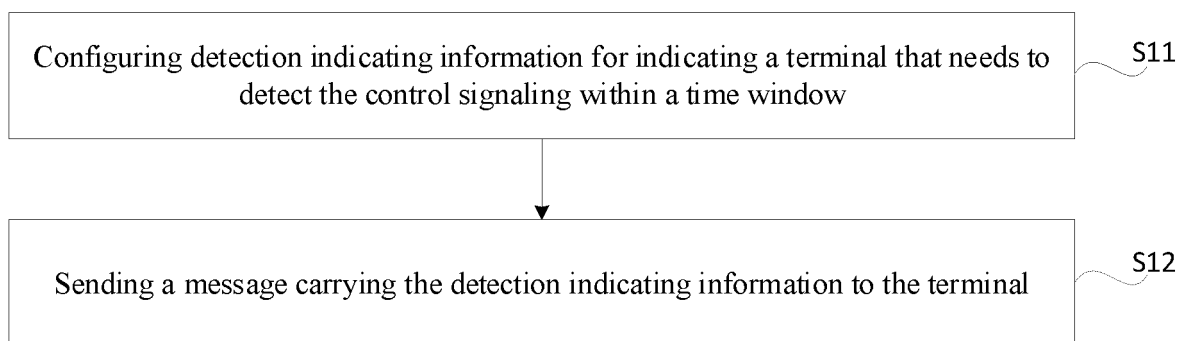 Configuring detection indicating information for indicating a terminal that needs to
S11
detect the control signaling within a time window
Sending a message carrying the detection indicating information to the terminal
S12